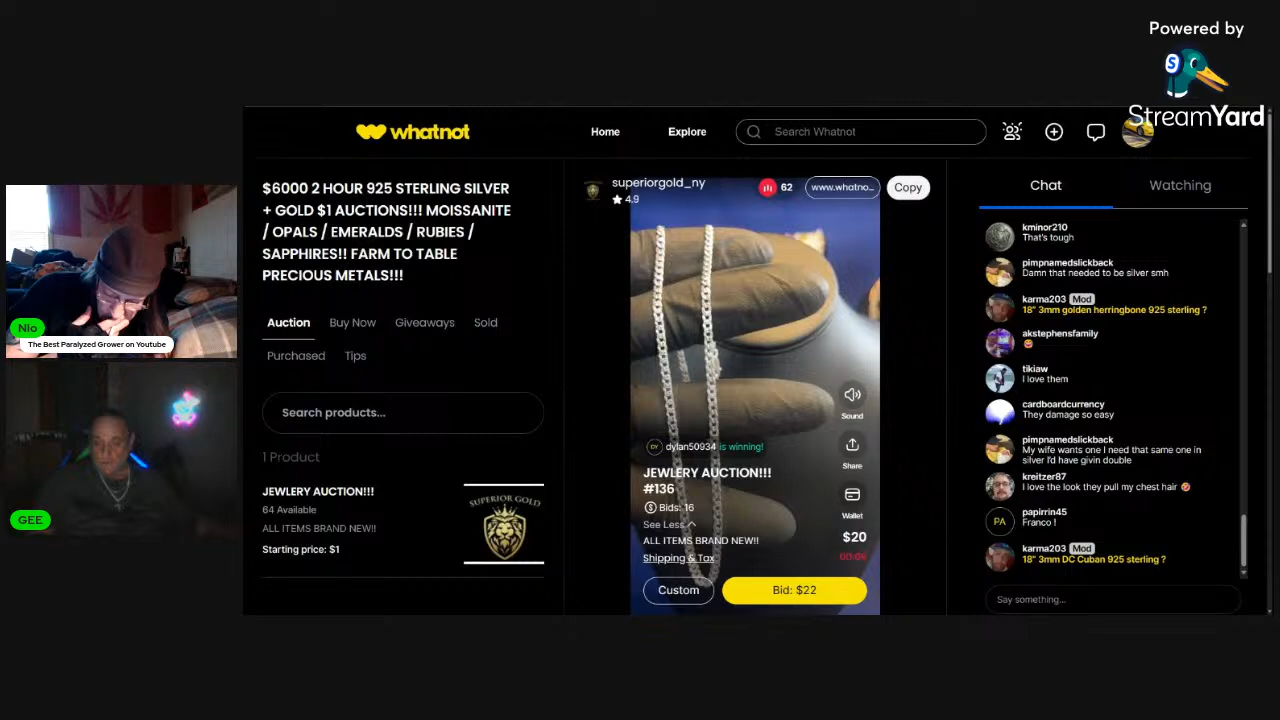 Powered by
StreamYard
whatnot
Home
Explore
Search Whatnot
$6000 2 HOUR 925 STERLING SILVER
+ GOLD $1 AUCTIONS!!! MOISSANITE
/ OPALS / EMERALDS / RUBIES /
SAPPHIRES!! FARM TO TABLE
PRECIOUS METALS!!!
Auction
Buy Now
Giveaways
Sold
Purchased
Tips
Search products...
1 Product
JEWLERY AUCTION!!!
64 Available
ALL ITEMS BRAND NEW!!
Starting price: $1
SUPERIOR GOLD
superiorgold_ny
4.9
62
www.whatno...
Copy
Sound
Share
Wallet
DY
dylan50934 is winning!
JEWLERY AUCTION!!!
#136
Bids: 16
See Less
ALL ITEMS BRAND NEW!!
Shipping & Tax
$20
Custom
Bid: $22
Chat
Watching
kminor210
That's tough
pimpnamedslickback
Damn that needed to be silver smh
karma203 Mod
18" 3mm golden herringbone 925 sterling ?
akstephensfamily
tikiaw
I love them
cardboardcurrency
They damage so easy
pimpnamedslickback
My wife wants one I need that same one in
silver I'd have givin double
kreitzer87
I love the look they pull my chest hair
PA
papirrin45
Franco !
karma203 Mod
18" 3mm DC Cuban 925 sterling ?
Say something...
Nio
The Best Paralyzed Grower on Youtube
GEE